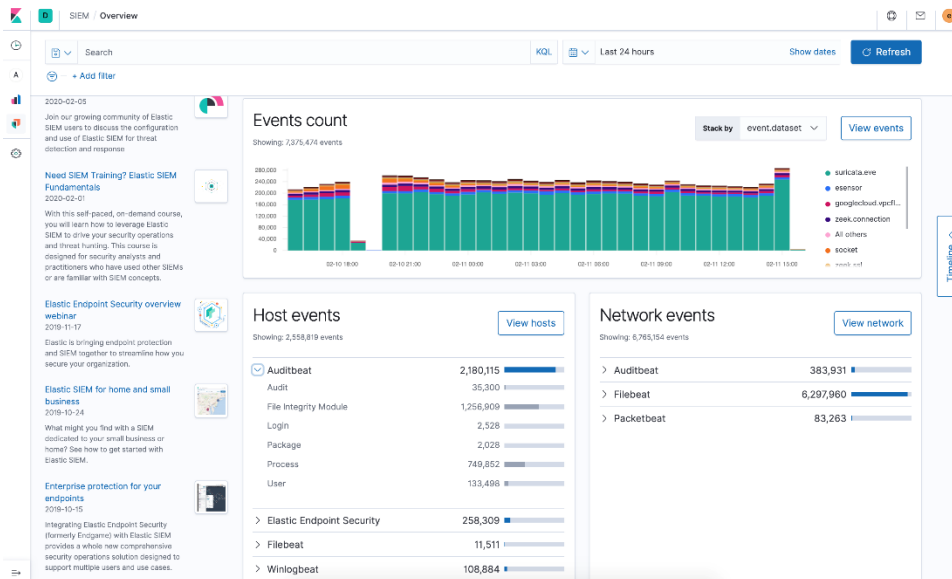 D
SIEM / Overview
e
Search
KQL
Last 24 hours
Show dates
Refresh
+ Add filter
A
2020-02-05
Join our growing community of Elastic
SIEM users to discuss the configuration
and use of Elastic SIEM for threat
detection and response
Need SIEM Training? Elastic SIEM
Fundamentals
2020-02-01
With this self-paced, on-demand course,
you will learn how to leverage Elastic
SIEM to drive your security operations
and threat hunting. This course is
designed for security analysts and
practitioners who have used other SIEMs
or are familiar with SIEM concepts.
Elastic Endpoint Security overview
webinar
2019-11-17
Elastic is bringing endpoint protection
and SIEM together to streamline how you
secure your organization.
Elastic SIEM for home and small
business
2019-10-24
What might you find with a SIEM
dedicated to your small business or
home? See how to get started with
Elastic SIEM.
Enterprise protection for your
endpoints
2019-10-15
Integrating Elastic Endpoint Security
(formerly Endgame) with Elastic SIEM
provides a whole new comprehensive
security operations solution designed to
support multiple users and use cases.
Events count
Showing: 7,375,474 events
Stack by
event.dataset
View events
280,000
240,000
200,000
160,000
120,000
80,000
40,000
0
02-10 18:00
02-10 21:00
02-11 00:00
02-11 03:00
02-11 06:00
02-11 09:00
02-11 12:00
02-11 15:00
suricata.eve
esensor
googlecloud.vpcfl...
zeek.connection
All others
socket
zeek.ssl
Timeline
Host events
Showing: 2,558,819 events
View hosts
Auditbeat 2,180,115
Audit 35,300
File Integrity Module 1,256,909
Login 2,528
Package 2,028
Process 749,852
User 133,498
Elastic Endpoint Security 258,309
Filebeat 11,511
Winlogbeat 108,884
Network events
Showing: 6,765,154 events
View network
Auditbeat 383,931
Filebeat 6,297,960
Packetbeat 83,263